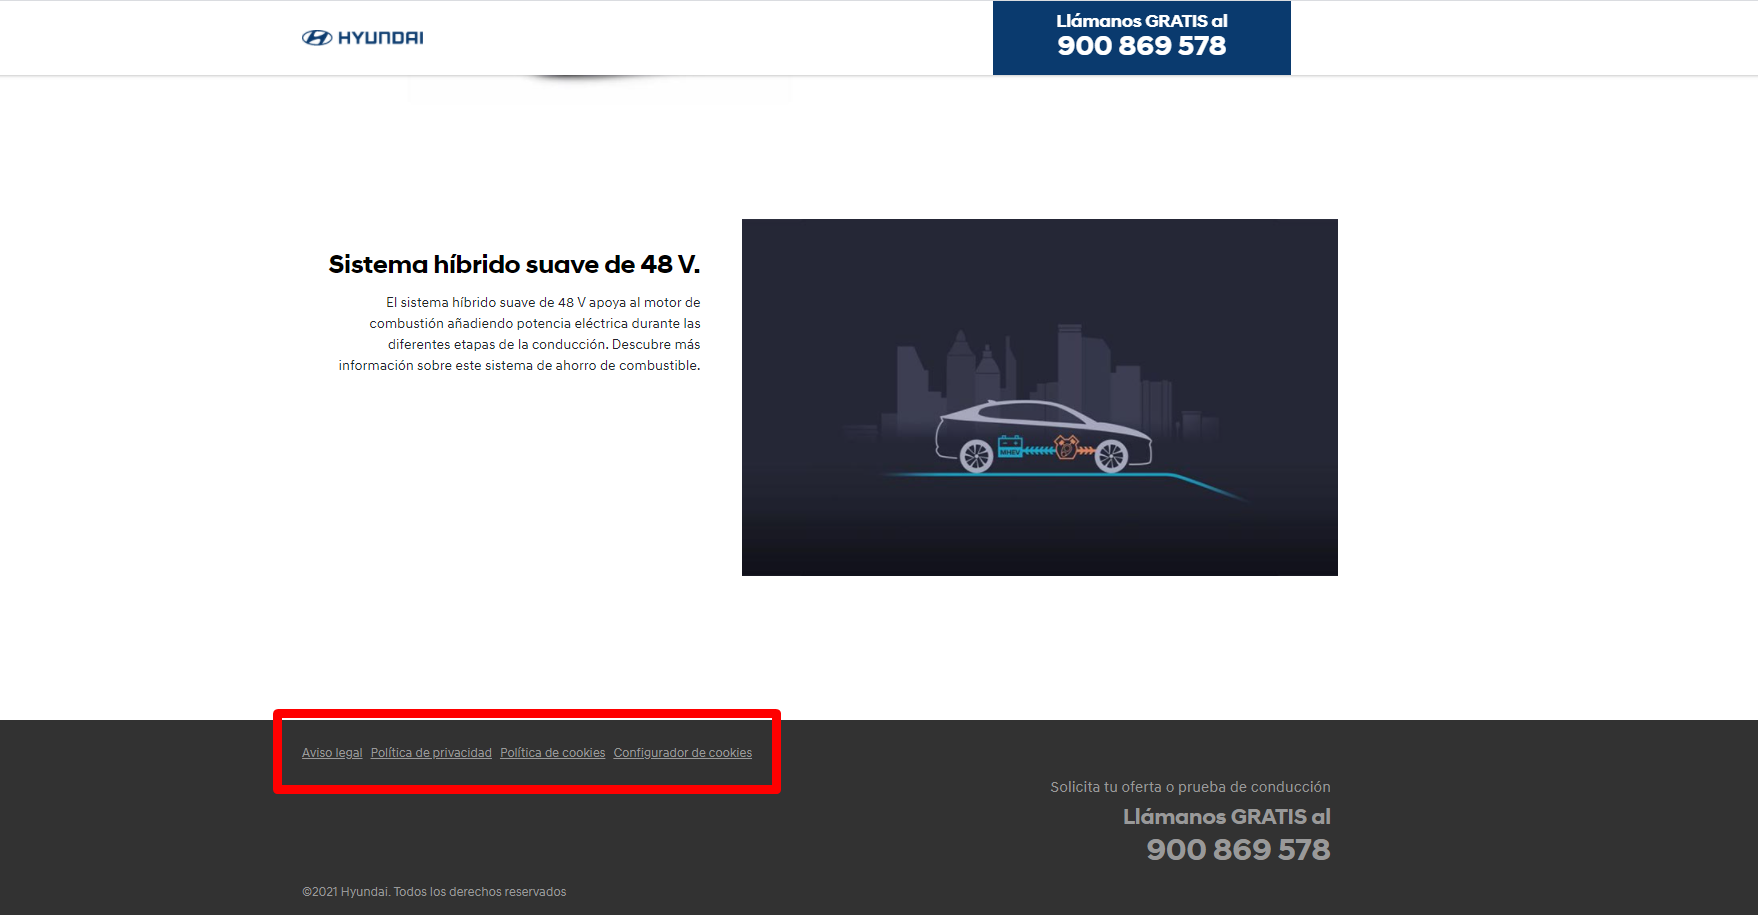 HYUNDAI
Llámanos GRATIS al
900 869 578
Sistema híbrido suave de 48 V.
El sistema híbrido suave de 48 V apoya al motor de
combustión añadiendo potencia eléctrica durante las
diferentes etapas de la conducción. Descubre más
información sobre este sistema de ahorro de combustible.
MHEV
Aviso legal Política de privacidad Política de cookies Configurador de cookies
Solicita tu oferta o prueba de conducción
Llámanos GRATIS al
900 869 578
©2021 Hyundai. Todos los derechos reservados